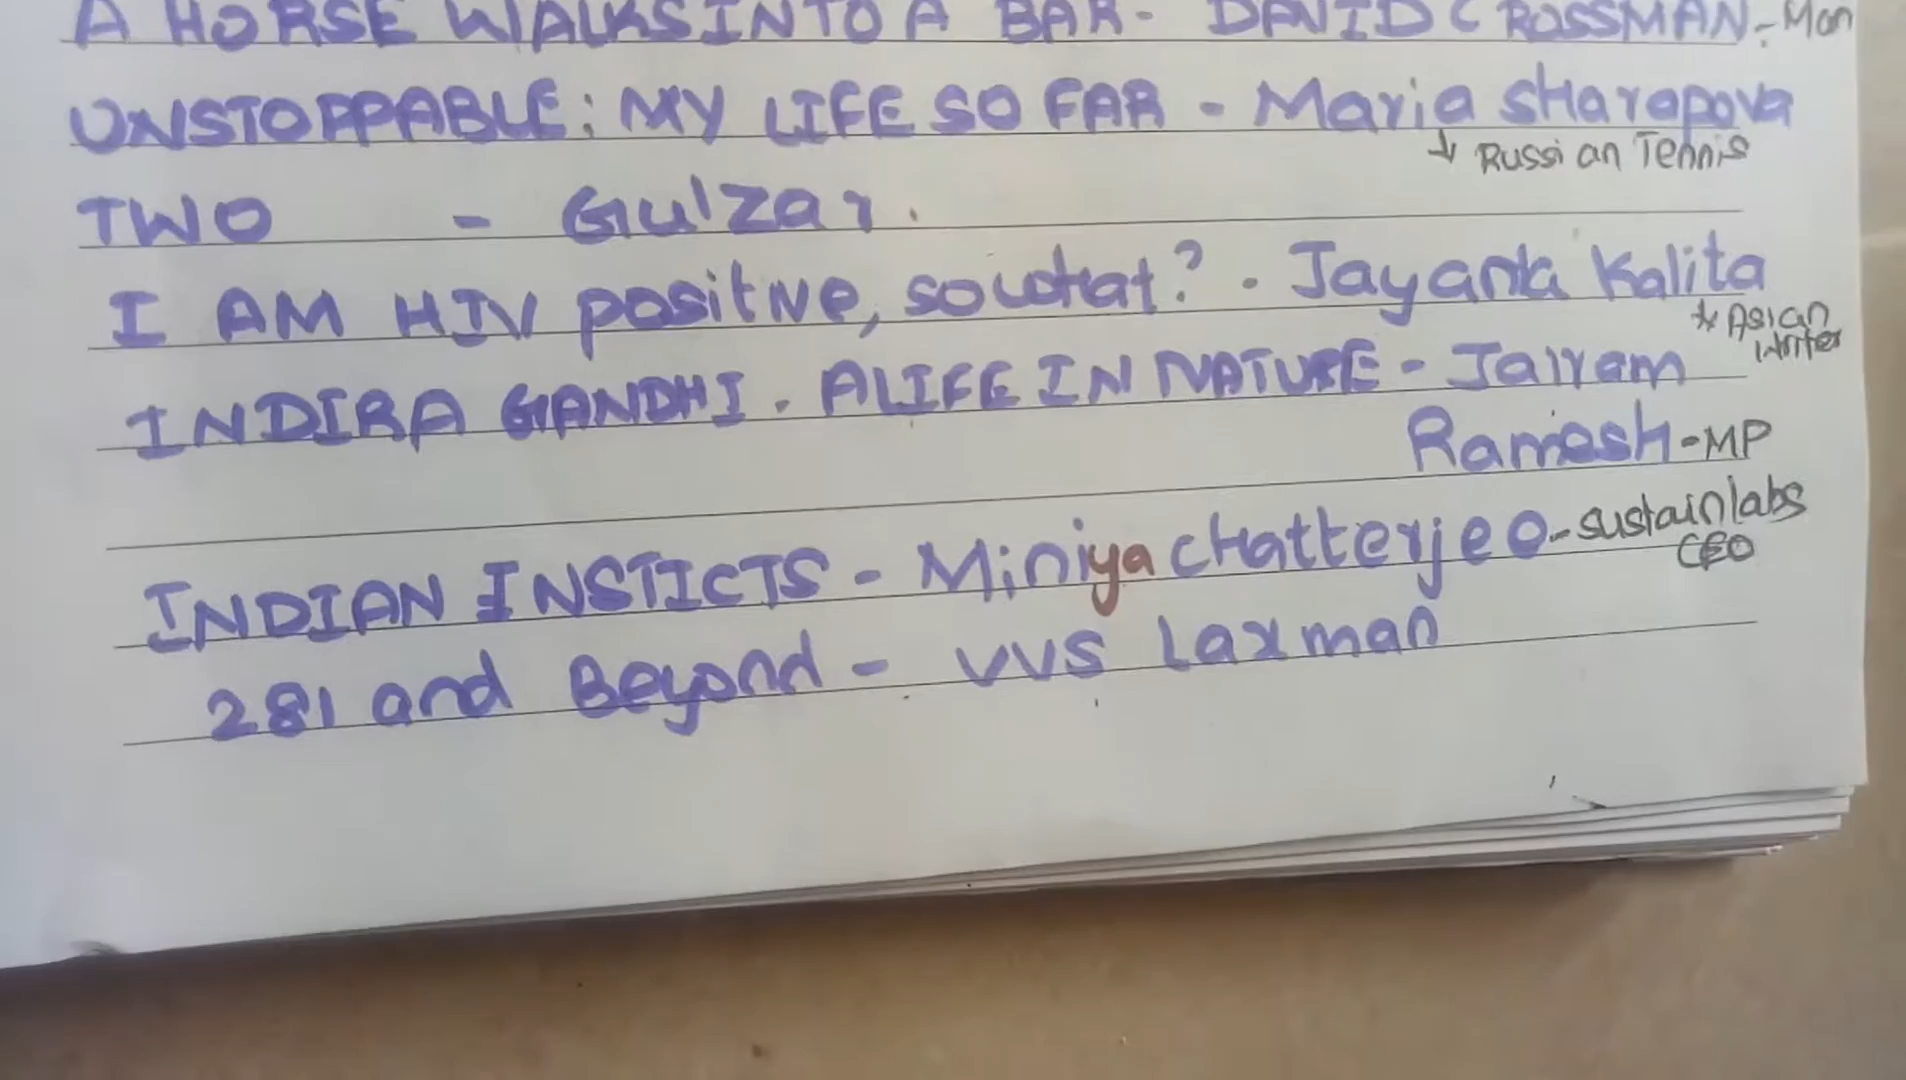 A HORSE WALKS INTO A BAR - DAVID CROSSMAN - Man
UNSTOPPABLE: MY LIFE SO FAR - Maria SHarapova
↓ Russian Tennis
TWO - Gulzar.
I AM HIV positive, so what? - Jayanta Kalita
* Asian
writer
INDIRA GANDHI. A LIFE IN NATURE - Jairam
Ramesh - MP
INDIAN INSTICTS - Miniya CHatterjee - sustainlabs
CEO
281 and Beyond - VVS Laxman